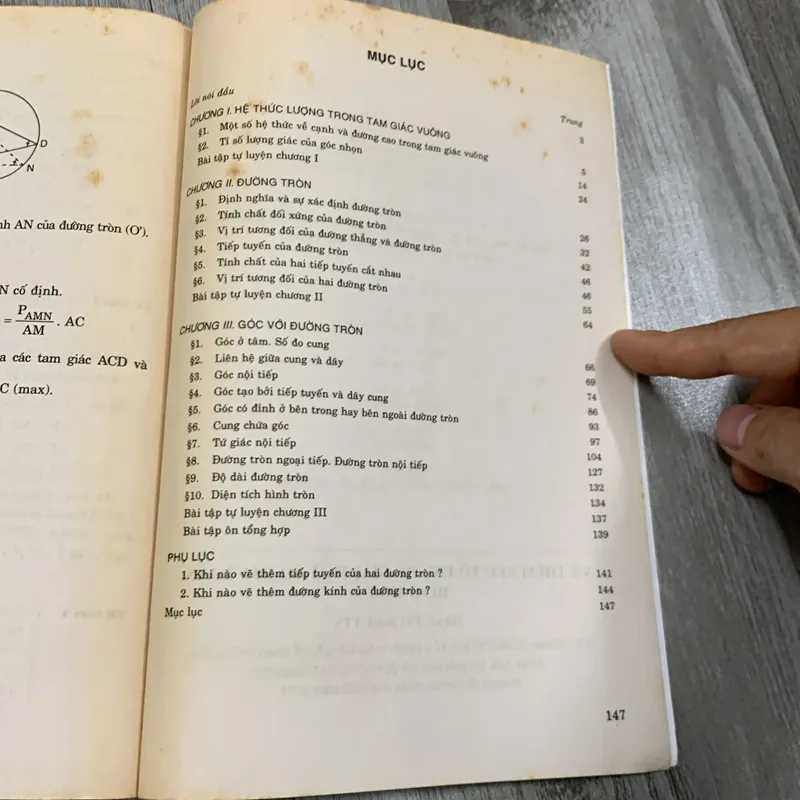 D
N
nh AN của đường tròn (O').
N cố định.
= P_AMN / AM . AC
a các tam giác ACD và
C (max).
MỤC LỤC
Trang
Lời nói đầu 3
CHƯƠNG I. HỆ THỨC LƯỢNG TRONG TAM GIÁC VUÔNG
§1. Một số hệ thức về cạnh và đường cao trong tam giác vuông 5
§2. Tỉ số lượng giác của góc nhọn 14
Bài tập tự luyện chương I 24
CHƯƠNG II. ĐƯỜNG TRÒN
§1. Định nghĩa và sự xác định đường tròn 26
§2. Tính chất đối xứng của đường tròn 32
§3. Vị trí tương đối của đường thẳng và đường tròn 42
§4. Tiếp tuyến của đường tròn 46
§5. Tính chất của hai tiếp tuyến cắt nhau 46
§6. Vị trí tương đối của hai đường tròn 55
Bài tập tự luyện chương II 64
CHƯƠNG III. GÓC VỚI ĐƯỜNG TRÒN
§1. Góc ở tâm. Số đo cung 66
§2. Liên hệ giữa cung và dây 69
§3. Góc nội tiếp 74
§4. Góc tạo bởi tiếp tuyến và dây cung 86
§5. Góc có đỉnh ở bên trong hay bên ngoài đường tròn 93
§6. Cung chứa góc 97
§7. Tứ giác nội tiếp 104
§8. Đường tròn ngoại tiếp. Đường tròn nội tiếp 127
§9. Độ dài đường tròn 132
§10. Diện tích hình tròn 134
Bài tập tự luyện chương III 137
Bài tập ôn tổng hợp 139
PHỤ LỤC
1. Khi nào vẽ thêm tiếp tuyến của hai đường tròn ? 141
2. Khi nào vẽ thêm đường kính của đường tròn ? 144
Mục lục 147
147